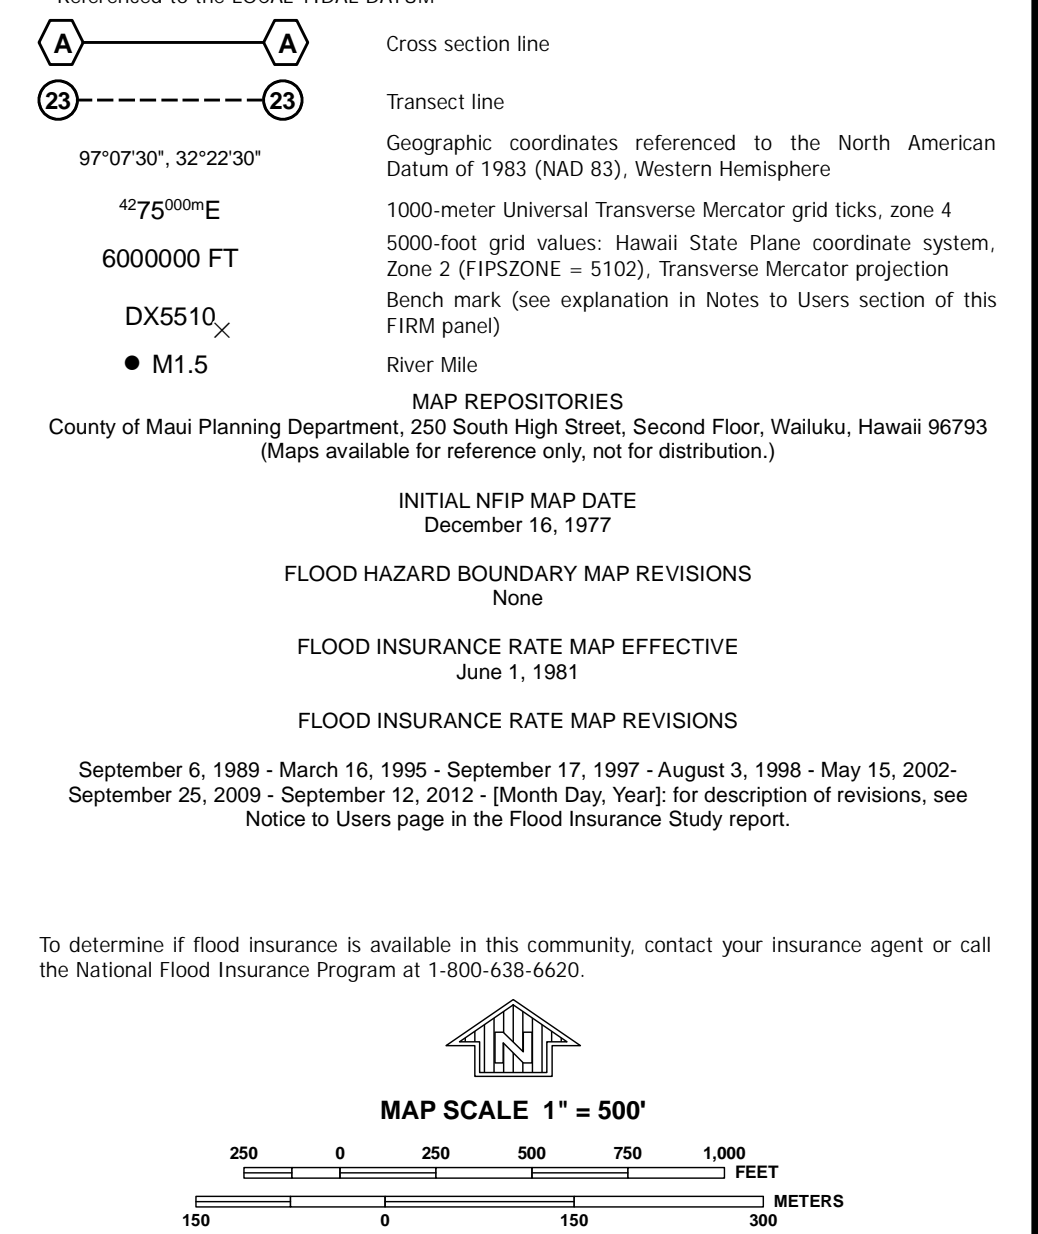 Referenced to the LOCAL TIDAL DATUM
A A Cross section line
23 23 Transect line
97°07'30", 32°22'30"
Geographic coordinates referenced to the North American
Datum of 1983 (NAD 83), Western Hemisphere
4275000mE 1000-meter Universal Transverse Mercator grid ticks, zone 4
6000000 FT
5000-foot grid values: Hawaii State Plane coordinate system,
Zone 2 (FIPSZONE = 5102), Transverse Mercator projection
DX5510
Bench mark (see explanation in Notes to Users section of this
FIRM panel)
M1.5 River Mile
MAP REPOSITORIES
County of Maui Planning Department, 250 South High Street, Second Floor, Wailuku, Hawaii 96793
(Maps available for reference only, not for distribution.)
INITIAL NFIP MAP DATE
December 16, 1977
FLOOD HAZARD BOUNDARY MAP REVISIONS
None
FLOOD INSURANCE RATE MAP EFFECTIVE
June 1, 1981
FLOOD INSURANCE RATE MAP REVISIONS
September 6, 1989 - March 16, 1995 - September 17, 1997 - August 3, 1998 - May 15, 2002-
September 25, 2009 - September 12, 2012 - [Month Day, Year]: for description of revisions, see
Notice to Users page in the Flood Insurance Study report.
To determine if flood insurance is available in this community, contact your insurance agent or call
the National Flood Insurance Program at 1-800-638-6620.
N
MAP SCALE 1" = 500'
250 0 250 500 750 1,000
FEET
METERS
150 0 150 300